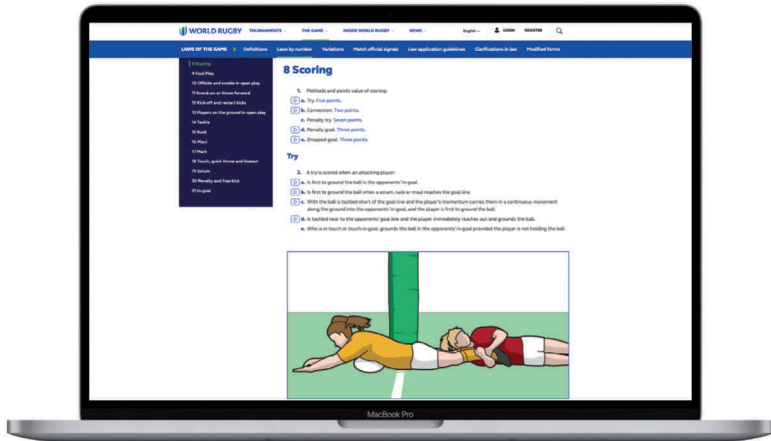 WORLD RUGBY TOURNAMENTS THE GAME INSIDE WORLD RUGBY NEWS English LOGIN REGISTER
LAWS OF THE GAME Definitions Laws by number Variations Match official signals Law application guidelines Clarifications in law Modified forms
8 Scoring
9 Foul Play
10 Offside and onside in open play
11 Knock-on or throw forward
12 Kick-off and restart kicks
13 Players on the ground in open play
14 Tackle
15 Ruck
16 Maul
17 Mark
18 Touch, quick throw and lineout
19 Scrum
20 Penalty and free-kick
21 In-goal
8 Scoring
1. Methods and points value of scoring:
a. Try. Five points.
b. Conversion. Two points.
c. Penalty try. Seven points.
d. Penalty goal. Three points.
e. Dropped goal. Three points.
Try
2. A try is scored when an attacking player:
a. Is first to ground the ball in the opponents' in-goal.
b. Is first to ground the ball when a scrum, ruck or maul reaches the goal line.
c. With the ball is tackled short of the goal line and the player's momentum carries them in a continuous movement
along the ground into the opponents' in-goal, and the player is first to ground the ball.
d. Is tackled near to the opponents' goal line and the player immediately reaches out and grounds the ball.
e. Who is in touch or touch-in-goal, grounds the ball in the opponents' in-goal provided the player is not holding the ball.
MacBook Pro